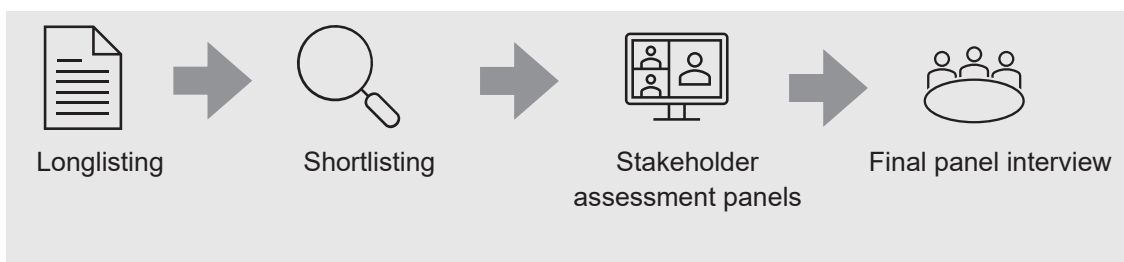 Longlisting
Shortlisting
Stakeholder
assessment panels
Final panel interview